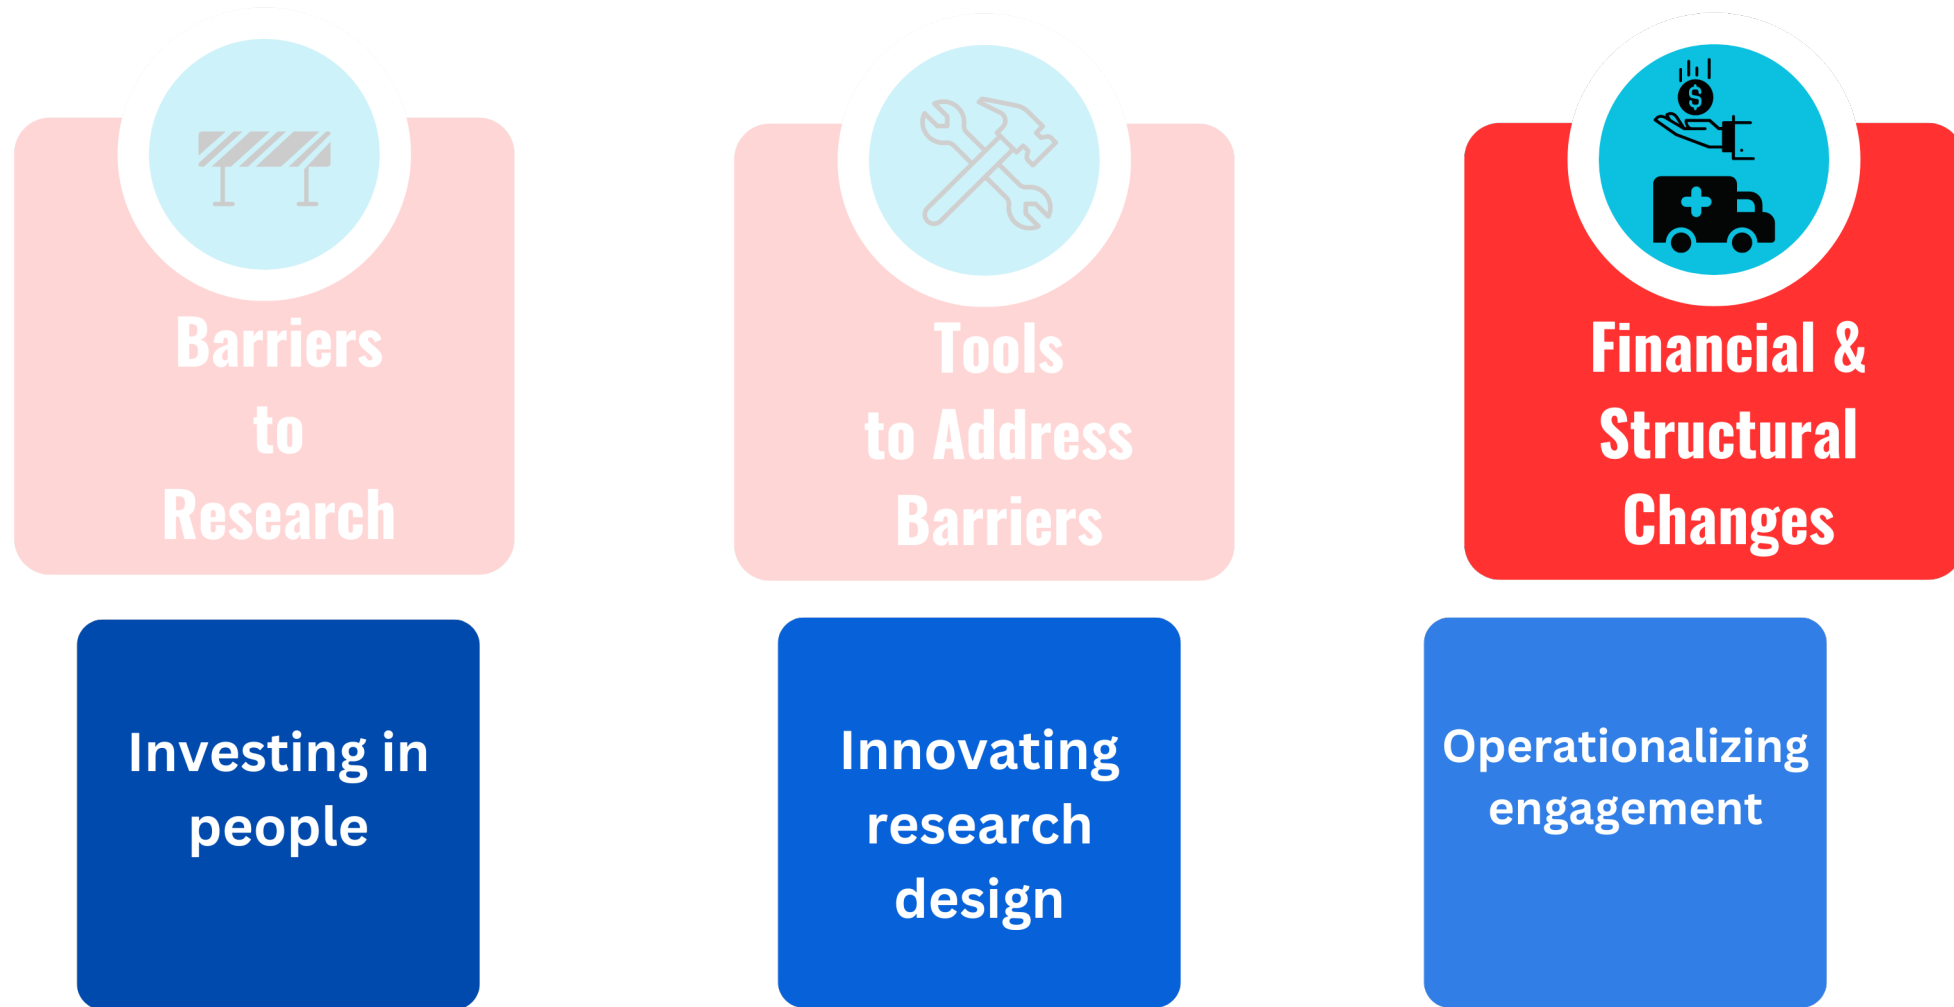 Barriers
to
Research
Tools
to Address
Barriers
Financial &
Structural
Changes
Investing in
people
Innovating
research
design
Operationalizing
engagement